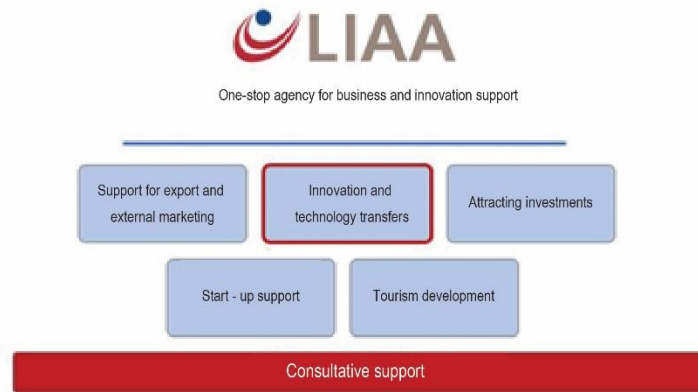 LIAA
One-stop agency for business and innovation support
Support for export and
external marketing
Innovation and
technology transfers
Attracting investments
Start - up support
Tourism development
Consultative support